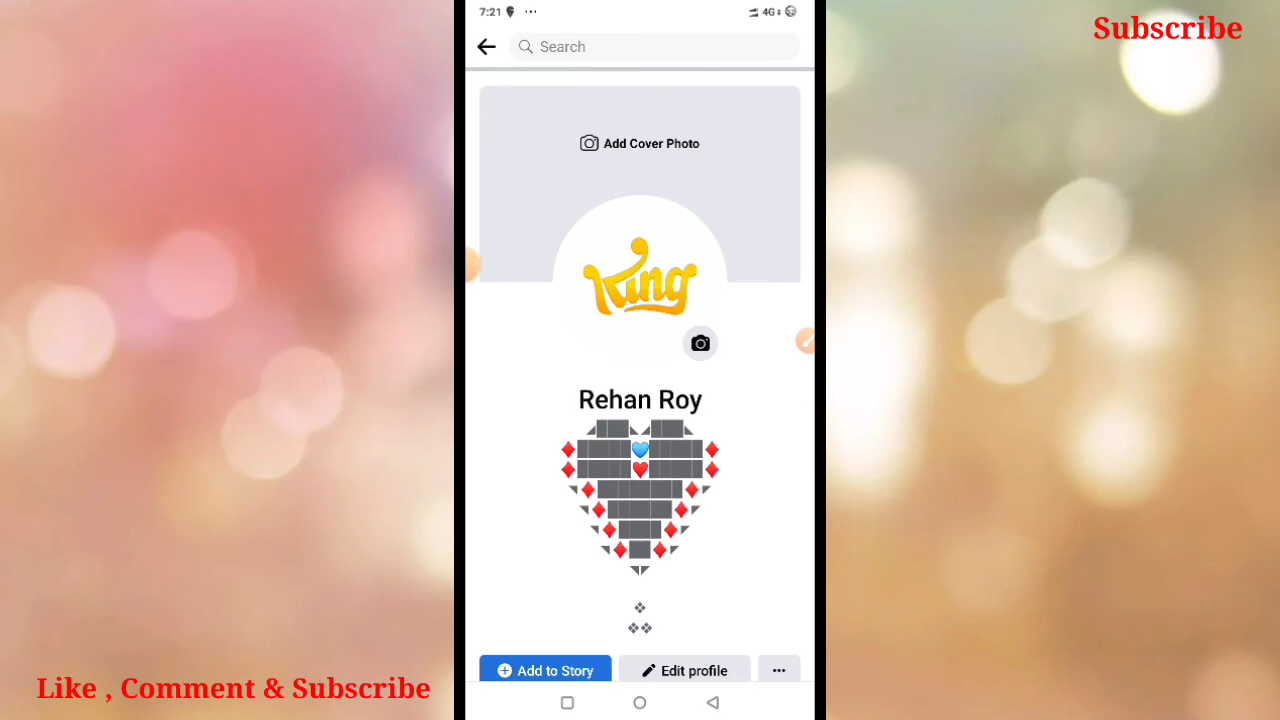 Subscribe
7:21
4G
Search
Add Cover Photo
King
Rehan Roy
Add to Story
Edit profile
Like , Comment & Subscribe